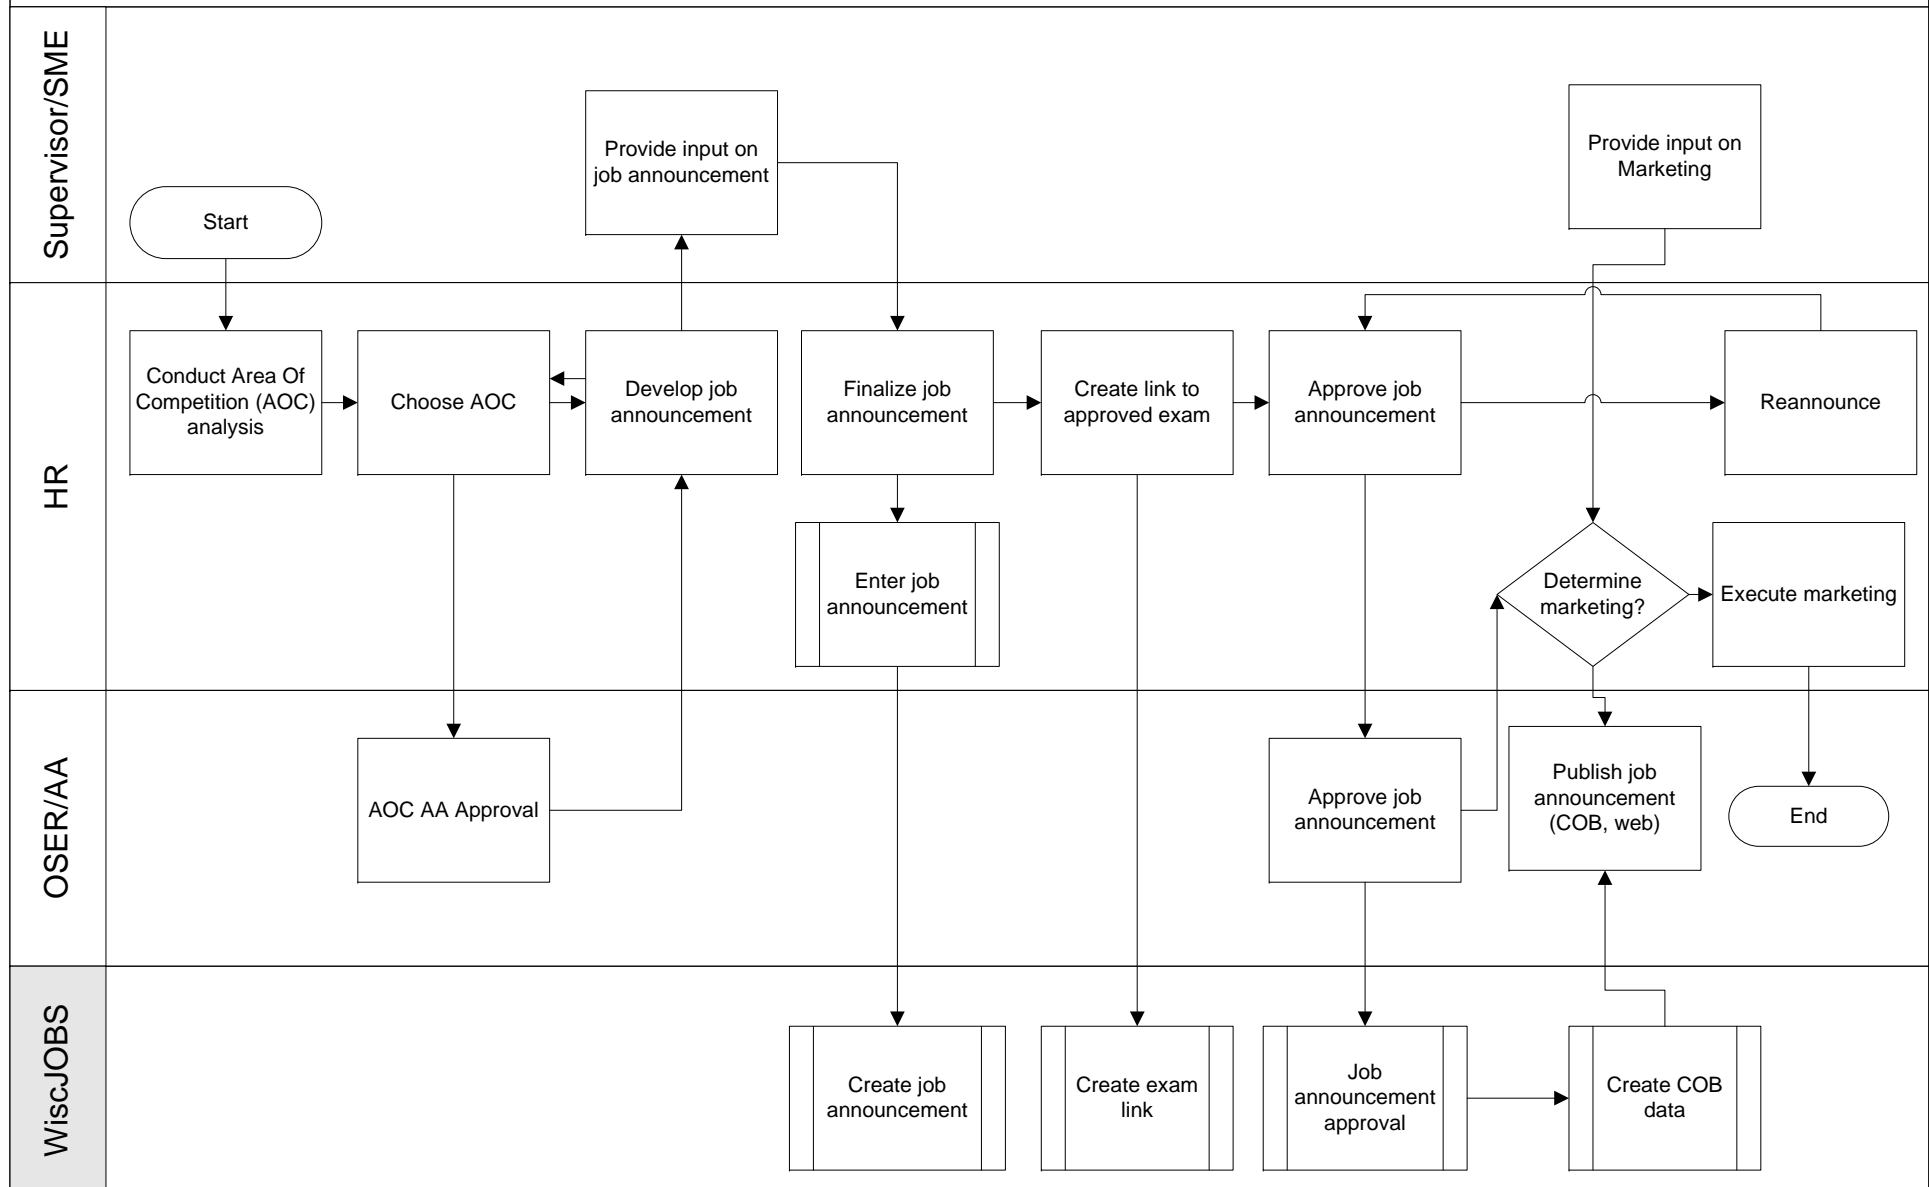 Supervisor/SME
Start
Provide input on
job announcement
Provide input on
Marketing
HR
Conduct Area Of
Competition (AOC)
analysis
Choose AOC
Develop job
announcement
Finalize job
announcement
Create link to
approved exam
Approve job
announcement
Reannounce
Enter job
announcement
Determine
marketing?
Execute marketing
OSER/AA
AOC AA Approval
Approve job
announcement
Publish job
announcement
(COB, web)
End
WiscJOBS
Create job
announcement
Create exam
link
Job
announcement
approval
Create COB
data